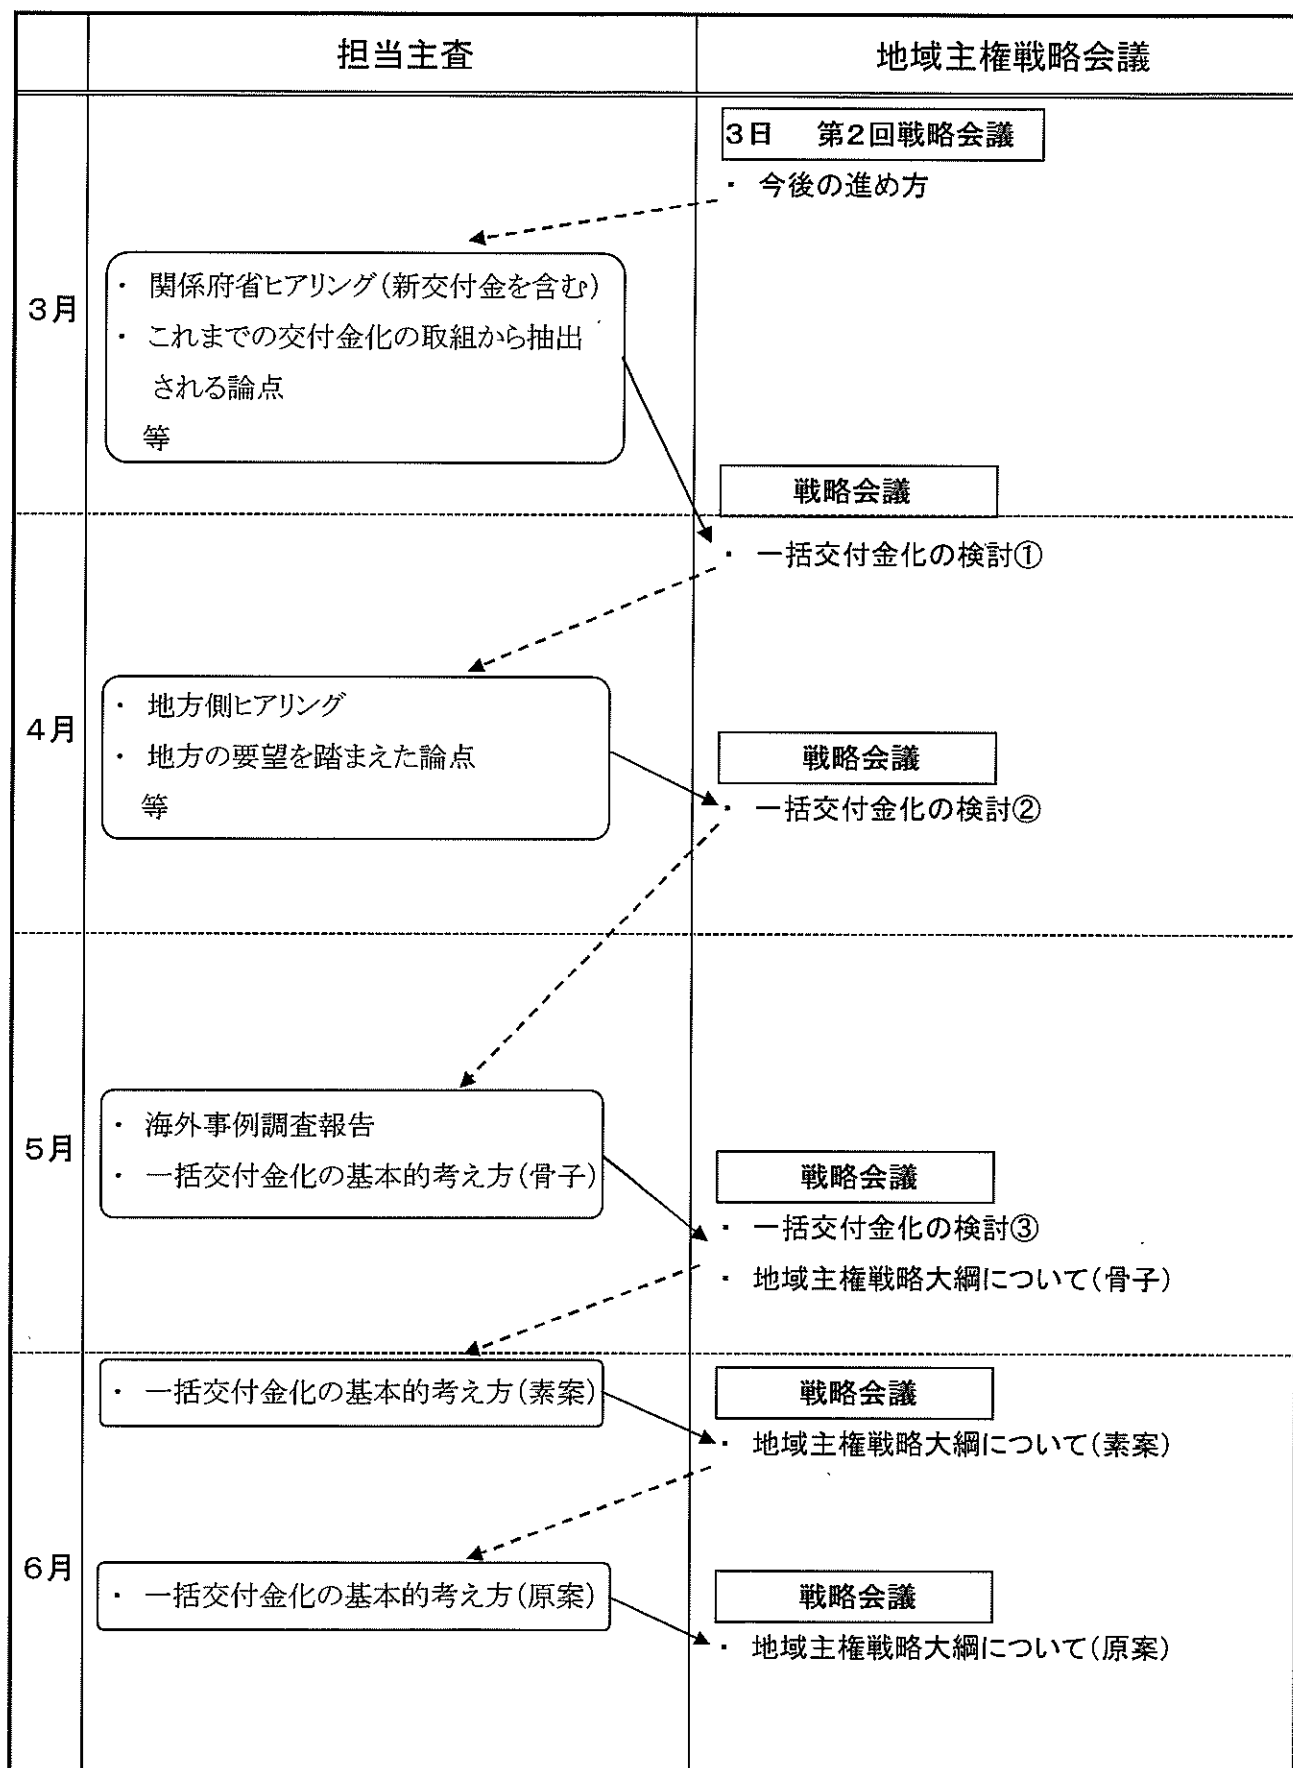 担当主査
地域主権戦略会議
3月
3日 第2回戦略会議
・ 今後の進め方
・ 関係府省ヒアリング(新交付金を含む)
・ これまでの交付金化の取組から抽出
される論点
等
戦略会議
・ 一括交付金化の検討①
4月
・ 地方側ヒアリング
・ 地方の要望を踏まえた論点
等
戦略会議
・ 一括交付金化の検討②
5月
・ 海外事例調査報告
・ 一括交付金化の基本的考え方(骨子)
戦略会議
・ 一括交付金化の検討③
・ 地域主権戦略大綱について(骨子)
6月
・ 一括交付金化の基本的考え方(素案)
戦略会議
・ 地域主権戦略大綱について(素案)
・ 一括交付金化の基本的考え方(原案)
戦略会議
・ 地域主権戦略大綱について(原案)